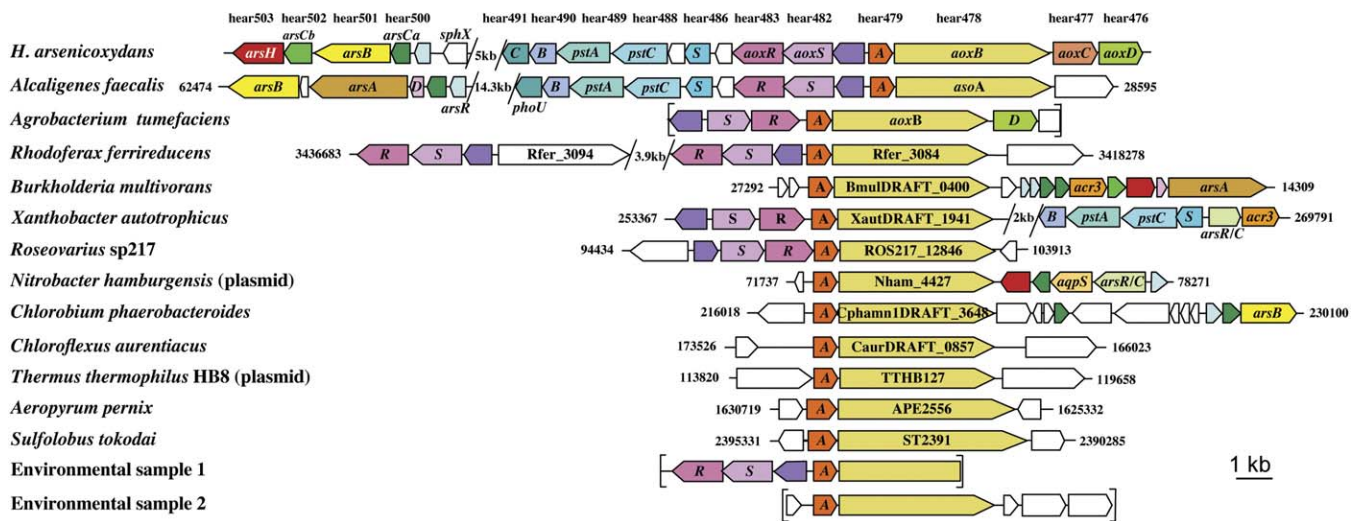 hear503 hear502 hear501 hear500 hear491 hear490 hear489 hear488 hear486 hear483 hear482 hear479 hear478 hear477 hear476
arsCb arsCa sphX
H. arsenicoxydans arsH arsB 5kb C B pstA pstC S aoxR aoxS A aoxB aoxC aoxD
Alcaligenes faecalis 62474 arsB arsA D 14.3kb B pstA pstC S R S A asoA 28595
arsR phoU
Agrobacterium tumefaciens S R A aoxB D
Rhodoferax ferrireducens 3436683 R S Rfer_3094 3.9kb R S A Rfer_3084 3418278
Burkholderia multivorans 27292 A BmulDRAFT_0400 acr3 arsA 14309
Xanthobacter autotrophicus 253367 S R A XautDRAFT_1941 2kb B pstA pstC S acr3 269791
arsR/C
Roseovarius sp217 94434 S R A ROS217_12846 103913
Nitrobacter hamburgensis (plasmid) 71737 A Nham_4427 aqpS arsR/C 78271
Chlorobium phaerobacteroides 216018 A Cphamn1DRAFT_3648 arsB 230100
Chloroflexus aurentiacus 173526 A CaurDRAFT_0857 166023
Thermus thermophilus HB8 (plasmid) 113820 A TTHB127 119658
Aeropyrum pernix 1630719 A APE2556 1625332
Sulfolobus tokodai 2395331 A ST2391 2390285
Environmental sample 1 R S A
1 kb
Environmental sample 2 A